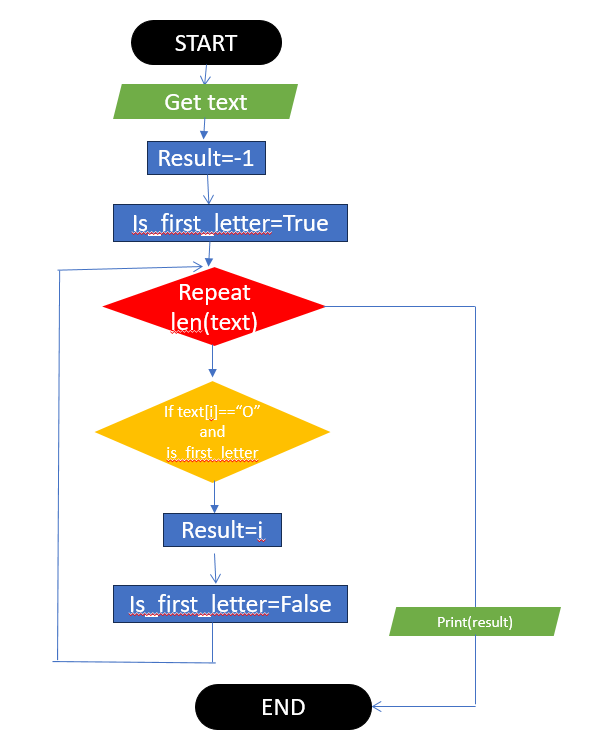 START
Get text
Result=-1
Is_first_letter=True
Repeat
len(text)
If text[i]==“O”
and
is_first_letter
Result=i
Is_first_letter=False
Print(result)
END